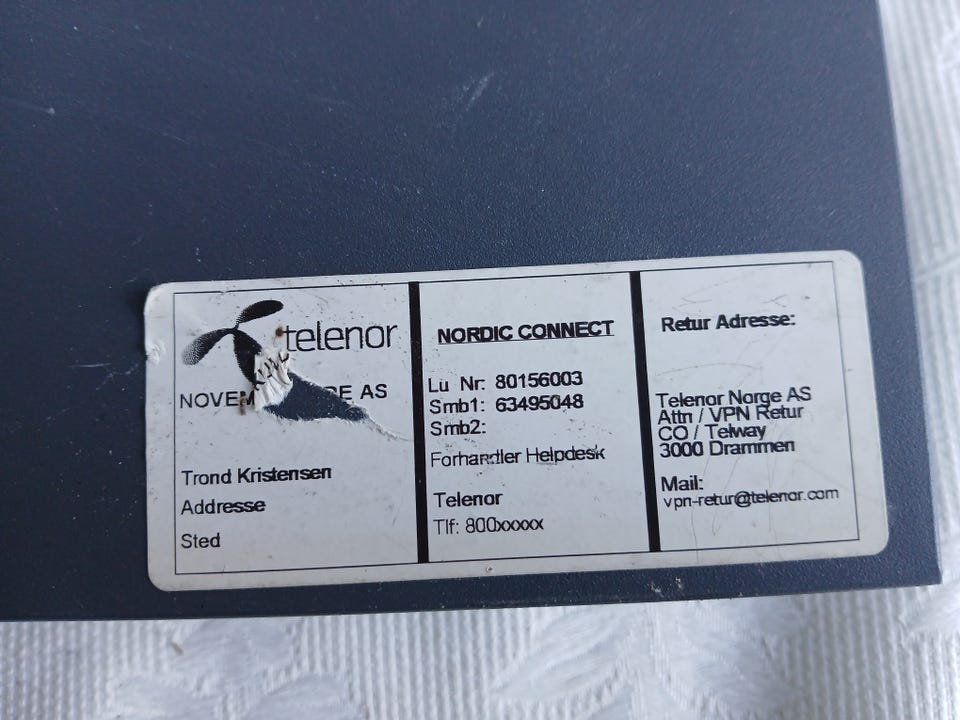 telenor
AS
Trond Kristensen
Addresse
Sted
NORDIC CONNECT
Lu Nr: 80156003
Smb1: 63495048
Smb2:
Forhandler Helpdesk
Telenor
Tlf: 800xxxxx
Retur Adresse:
Telenor Norge AS
Attn / VPN Retur
CO / Telway
3000 Drammen
Mail:
vpn-retur@telenor.com